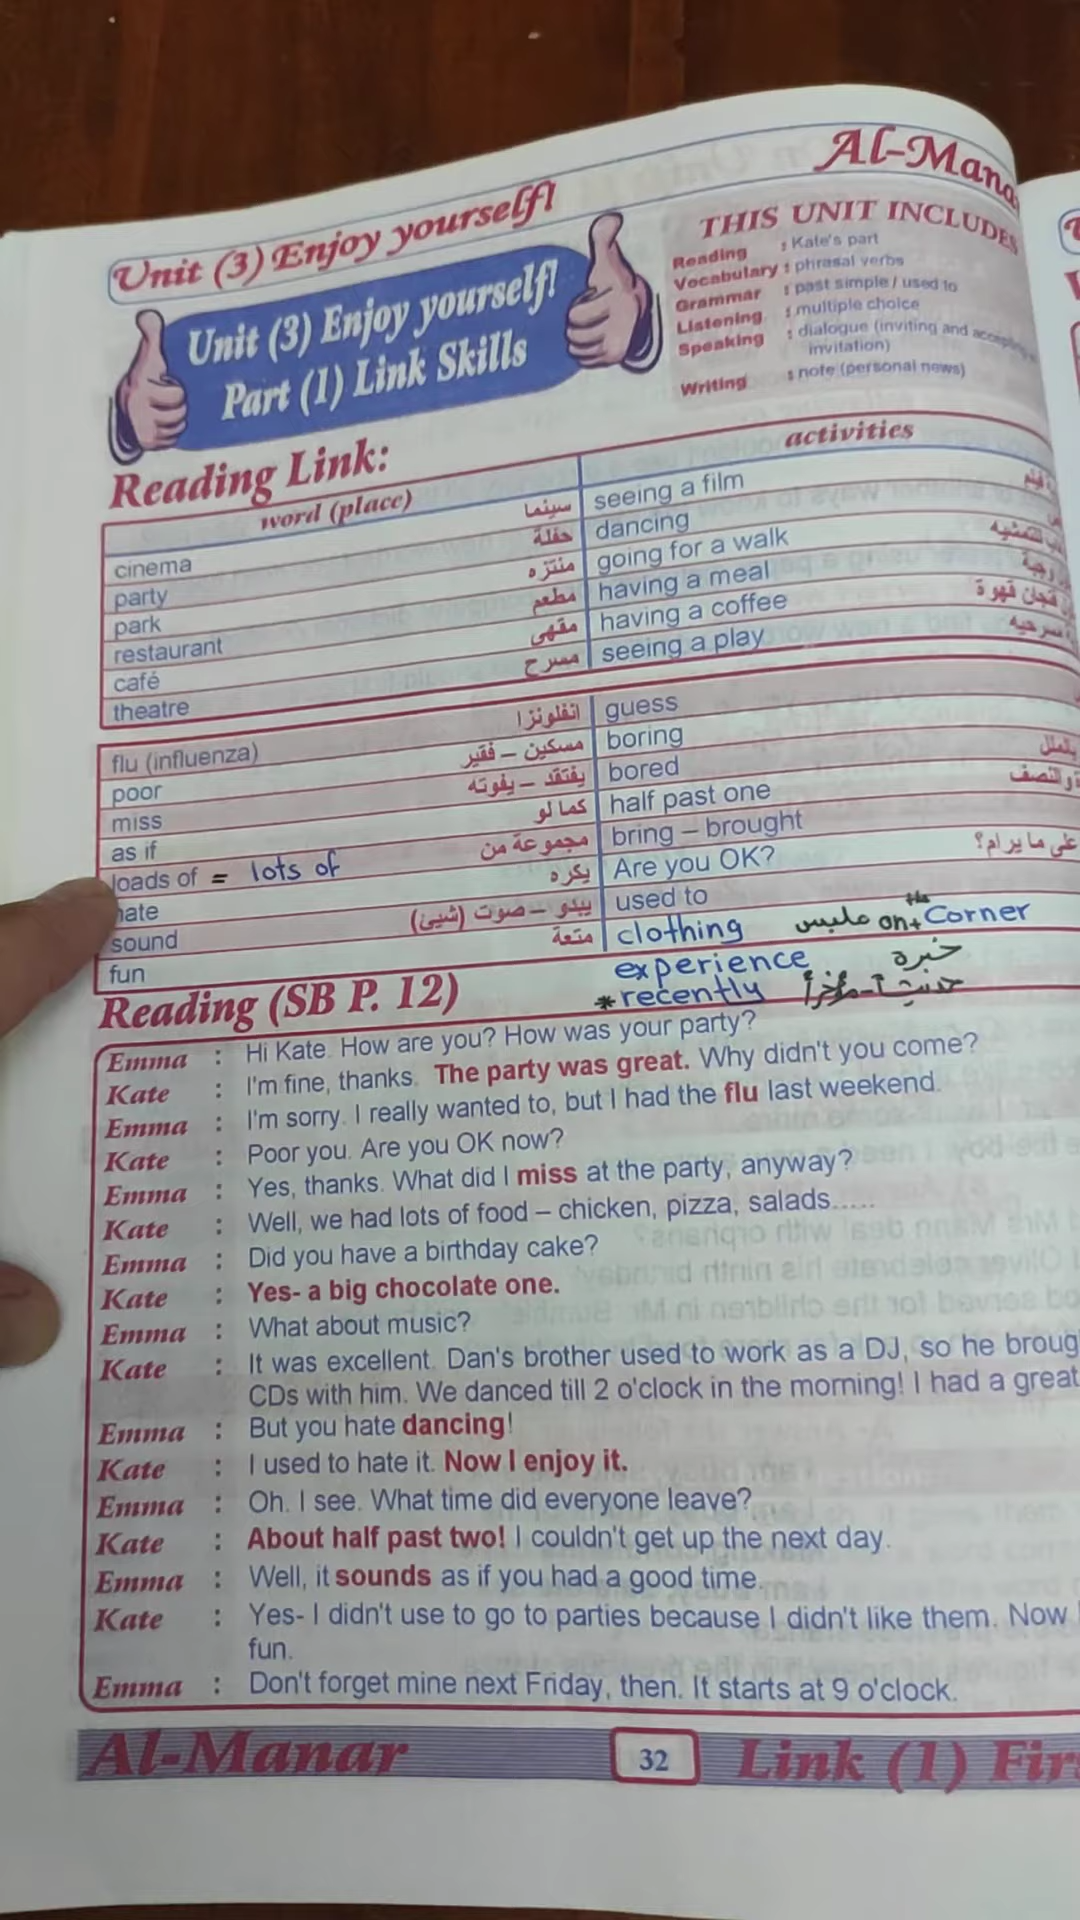 Al-Mana
Unit (3) Enjoy yourself!
Unit (3) Enjoy yourself!
Part (1) Link Skills
THIS UNIT INCLUDES
Reading : Kate's part
Vocabulary : phrasal verbs
Grammar : past simple / used to
Listening : multiple choice
Speaking : dialogue (inviting and accepting
invitation)
Writing : note (personal news)
Reading Link:
word (place) activities
cinema سينما seeing a film
party حفلة dancing
park منتزه going for a walk
restaurant مطعم having a meal وجبة
café مقهى having a coffee فنجان قهوة
theatre مسرح seeing a play
flu (influenza) انفلونزا guess
poor مسكين – فقير boring
miss يفتقد – يفوته bored بالملل
as if كما لو half past one والنصف
loads of = lots of مجموعة من bring – brought
hate يكره Are you OK? على ما يرام؟
sound يبدو – صوت (شيئ) used to
fun متعة clothing ملابس on + the Corner
experience خبره
* recently
Reading (SB P. 12)
Emma : Hi Kate. How are you? How was your party?
Kate : I'm fine, thanks. The party was great. Why didn't you come?
Emma : I'm sorry. I really wanted to, but I had the flu last weekend.
Kate : Poor you. Are you OK now?
Emma : Yes, thanks. What did I miss at the party, anyway?
Kate : Well, we had lots of food – chicken, pizza, salads......
Emma : Did you have a birthday cake?
Kate : Yes- a big chocolate one.
Emma : What about music?
Kate : It was excellent. Dan's brother used to work as a DJ, so he broug
CDs with him. We danced till 2 o'clock in the morning! I had a great
Emma : But you hate dancing!
Kate : I used to hate it. Now I enjoy it.
Emma : Oh. I see. What time did everyone leave?
Kate : About half past two! I couldn't get up the next day.
Emma : Well, it sounds as if you had a good time.
Kate : Yes- I didn't use to go to parties because I didn't like them. Now
fun.
Emma : Don't forget mine next Friday, then. It starts at 9 o'clock.
Al-Manar 32 Link (1) Fir